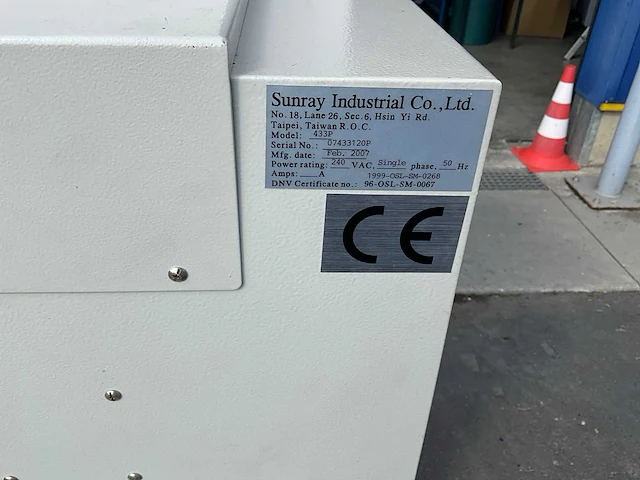 Sunray Industrial Co.,Ltd.
No. 18, Lane 26, Sec. 6, Hsin Yi Rd.
Taipei, Taiwan R.O.C.
Model: 433P
Serial No.: 07433120P
Mfg. date: Feb. 2007
Power rating: 240 VAC, Single phase, 50 Hz
Amps: ___A 1999-OSL-SM-0268
DNV Certificate no.: 96-OSL-SM-0067
CE